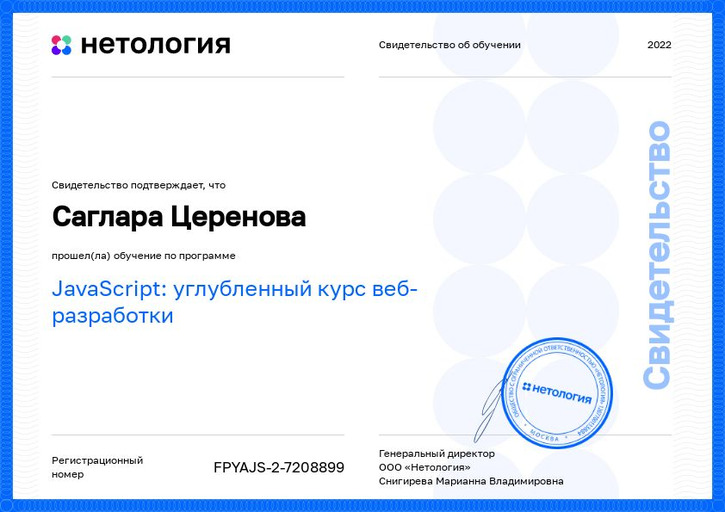 нетология
Свидетельство об обучении
2022
Свидетельство подтверждает, что
Саглара Церенова
прошел(ла) обучение по программе
JavaScript: углубленный курс веб-
разработки
Свидетельство
ОБЩЕСТВО С ОГРАНИЧЕННОЙ ОТВЕТСТВЕННОСТЬЮ «НЕТОЛОГИЯ»
нетология
МОСКВА
Регистрационный
номер
FPYAJS-2-7208899
Генеральный директор
ООО «Нетология»
Снигирева Марианна Владимировна